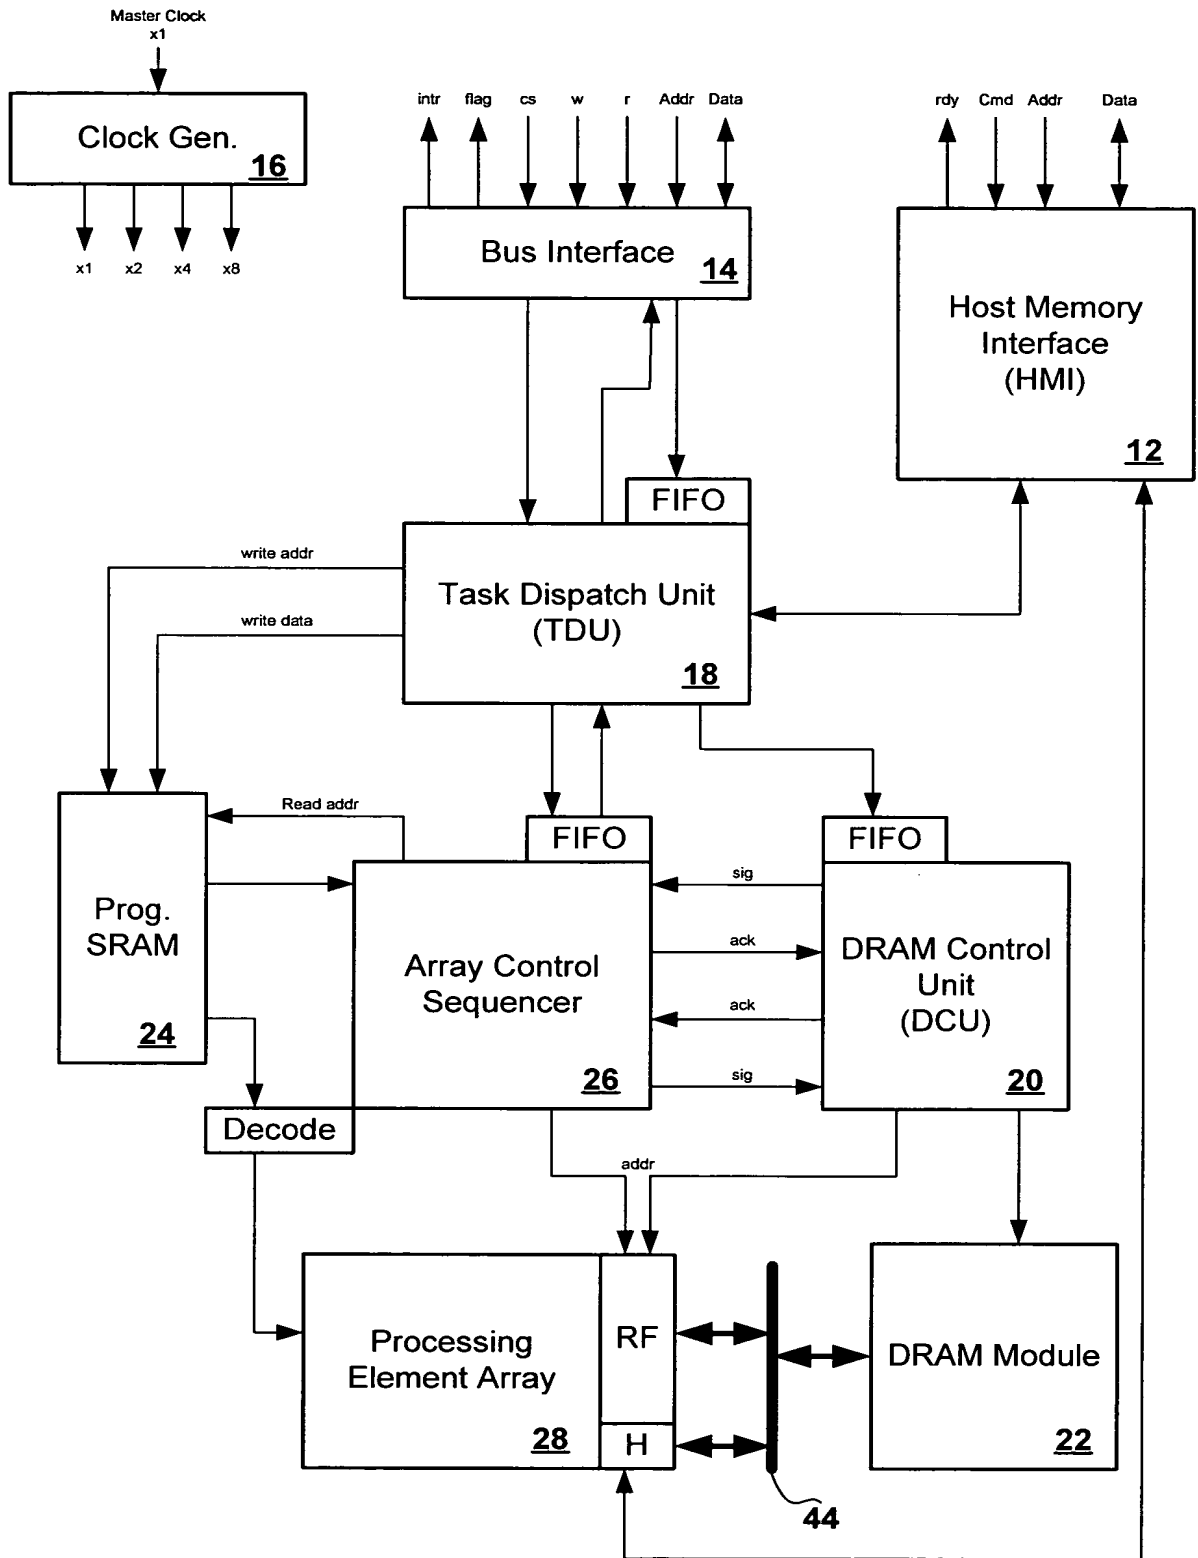 Master Clock
x1
Clock Gen.
16
x1 x2 x4 x8
intr flag cs w r Addr Data
Bus Interface
14
rdy Cmd Addr Data
Host Memory
Interface
(HMI)
12
FIFO
write addr
write data
Task Dispatch Unit
(TDU)
18
Read addr
FIFO
FIFO
Prog.
SRAM
24
Array Control
Sequencer
26
sig
ack
ack
sig
DRAM Control
Unit
(DCU)
20
Decode
addr
Processing
Element Array
28
RF
H
DRAM Module
22
44